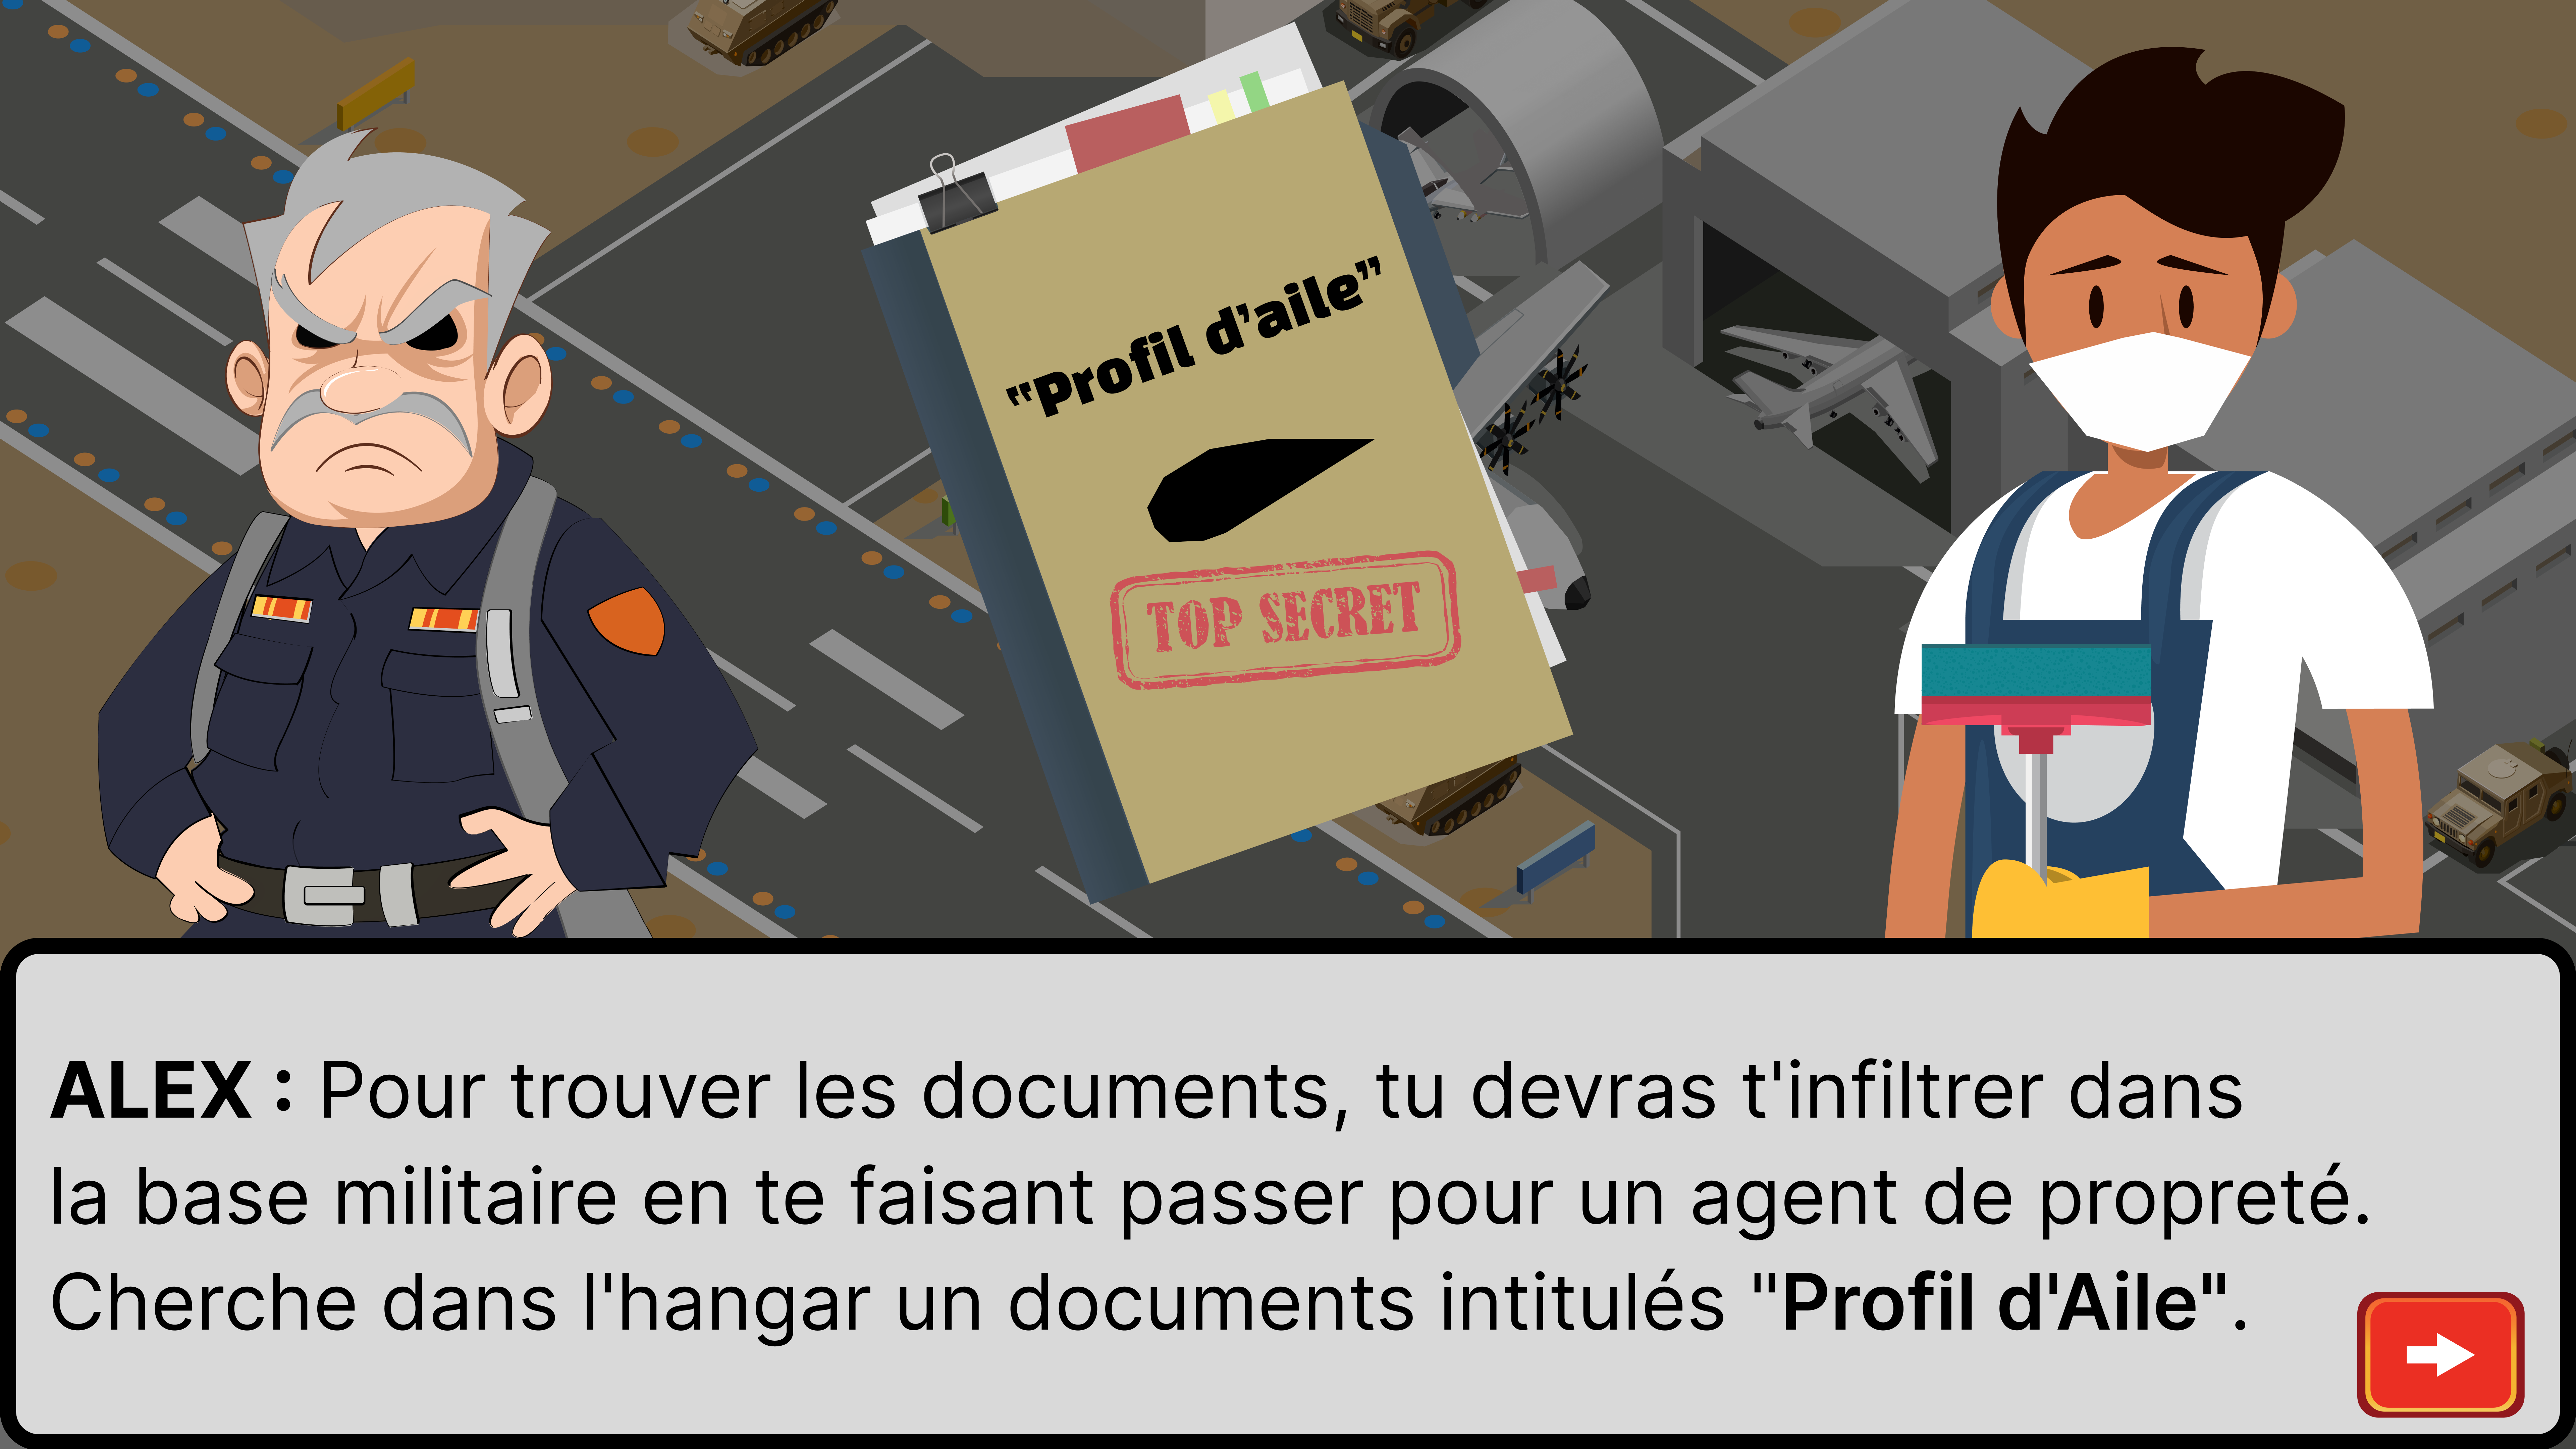 “Profil d’aile”
TOP SECRET
ALEX : Pour trouver les documents, tu devras t'infiltrer dans
la base militaire en te faisant passer pour un agent de propreté.
Cherche dans l'hangar un documents intitulés "Profil d'Aile".